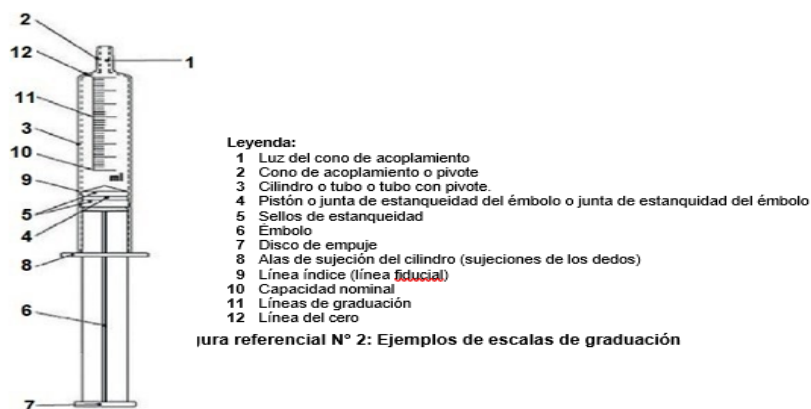 2
12
1
11
3
10
ml
9
5
4
8
6
7
Leyenda:
1 Luz del cono de acoplamiento
2 Cono de acoplamiento o pivote
3 Cilindro o tubo o tubo con pivote.
4 Pistón o junta de estanqueidad del émbolo o junta de estanquidad del émbolo
5 Sellos de estanqueidad
6 Émbolo
7 Disco de empuje
8 Alas de sujeción del cilindro (sujeciones de los dedos)
9 Línea índice (línea fiducial)
10 Capacidad nominal
11 Líneas de graduación
12 Línea del cero
gura referencial N° 2: Ejemplos de escalas de graduación